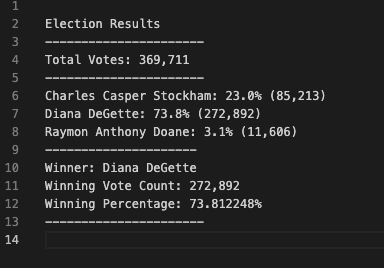 1
2 Election Results
3 ----------------------
4 Total Votes: 369,711
5 ----------------------
6 Charles Casper Stockham: 23.0% (85,213)
7 Diana DeGette: 73.8% (272,892)
8 Raymon Anthony Doane: 3.1% (11,606)
9 ---------------------
10 Winner: Diana DeGette
11 Winning Vote Count: 272,892
12 Winning Percentage: 73.812248%
13 ----------------------
14